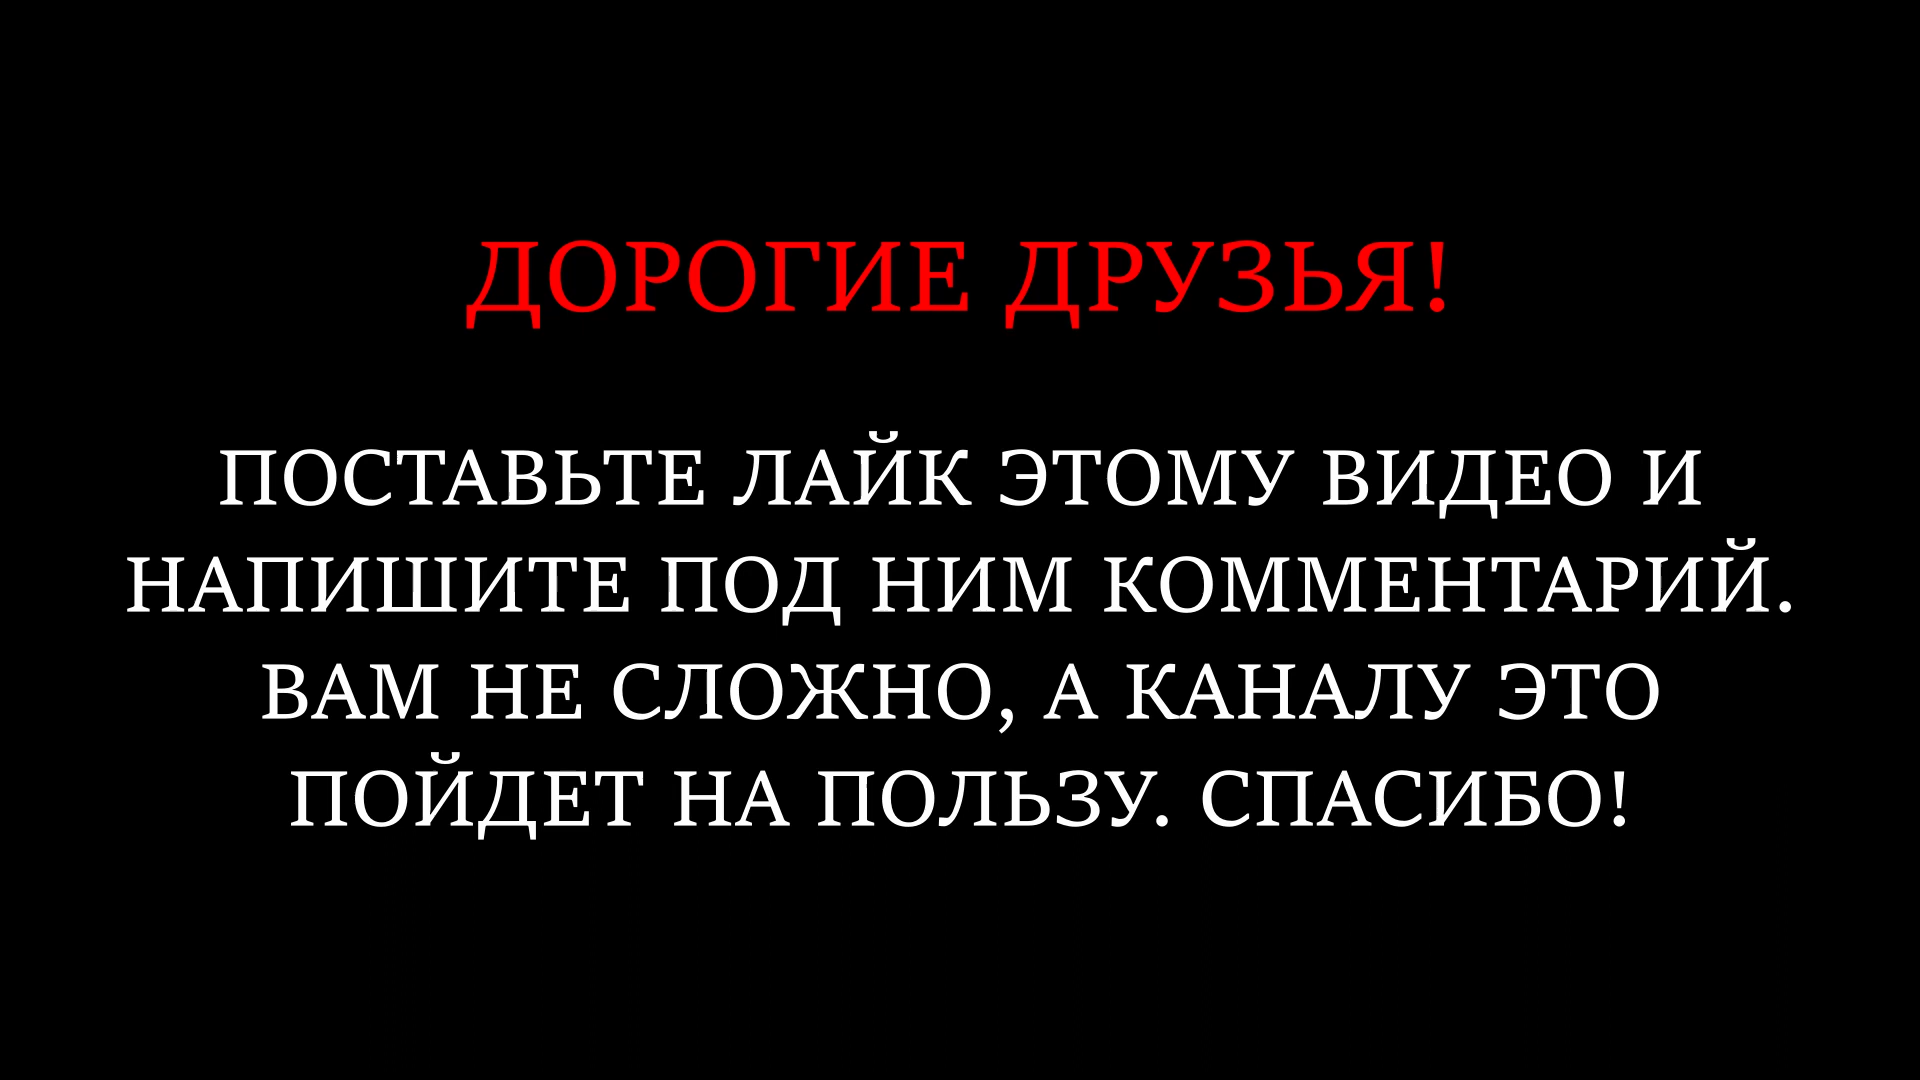 ДОРОГИЕ ДРУЗЬЯ!
ПОСТАВЬТЕ ЛАЙК ЭТОМУ ВИДЕО И
НАПИШИТЕ ПОД НИМ КОММЕНТАРИЙ.
ВАМ НЕ СЛОЖНО, А КАНАЛУ ЭТО
ПОЙДЕТ НА ПОЛЬЗУ. СПАСИБО!